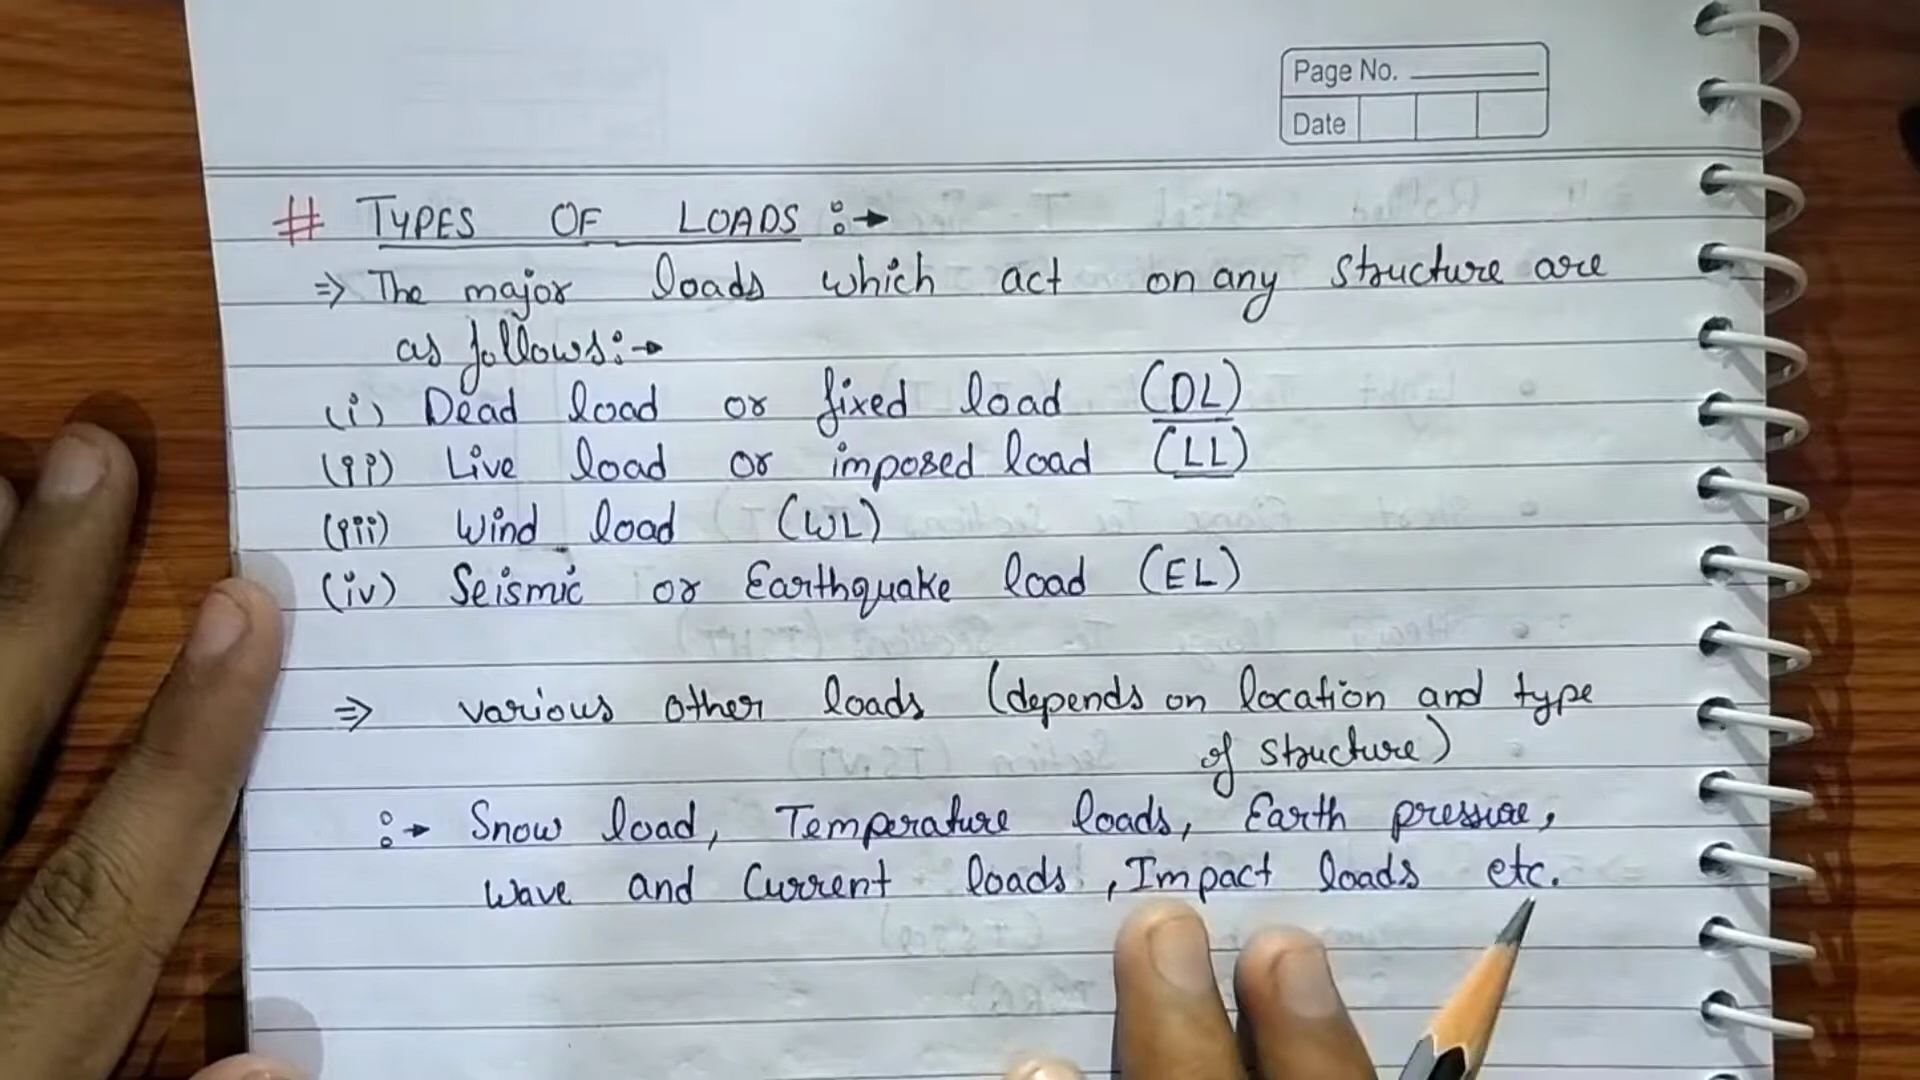 Page No.
Date
# TYPES OF LOADS :→
⇒ The major loads which act on any structure are
as follows:→
(i) Dead load or fixed load (DL)
(ii) Live load or imposed load (LL)
(iii) Wind load (WL)
(iv) Seismic or Earthquake load (EL)
⇒ various other loads (depends on location and type
of structure)
:→ Snow load, Temperature loads, Earth pressure,
wave and Current loads, Impact loads etc.